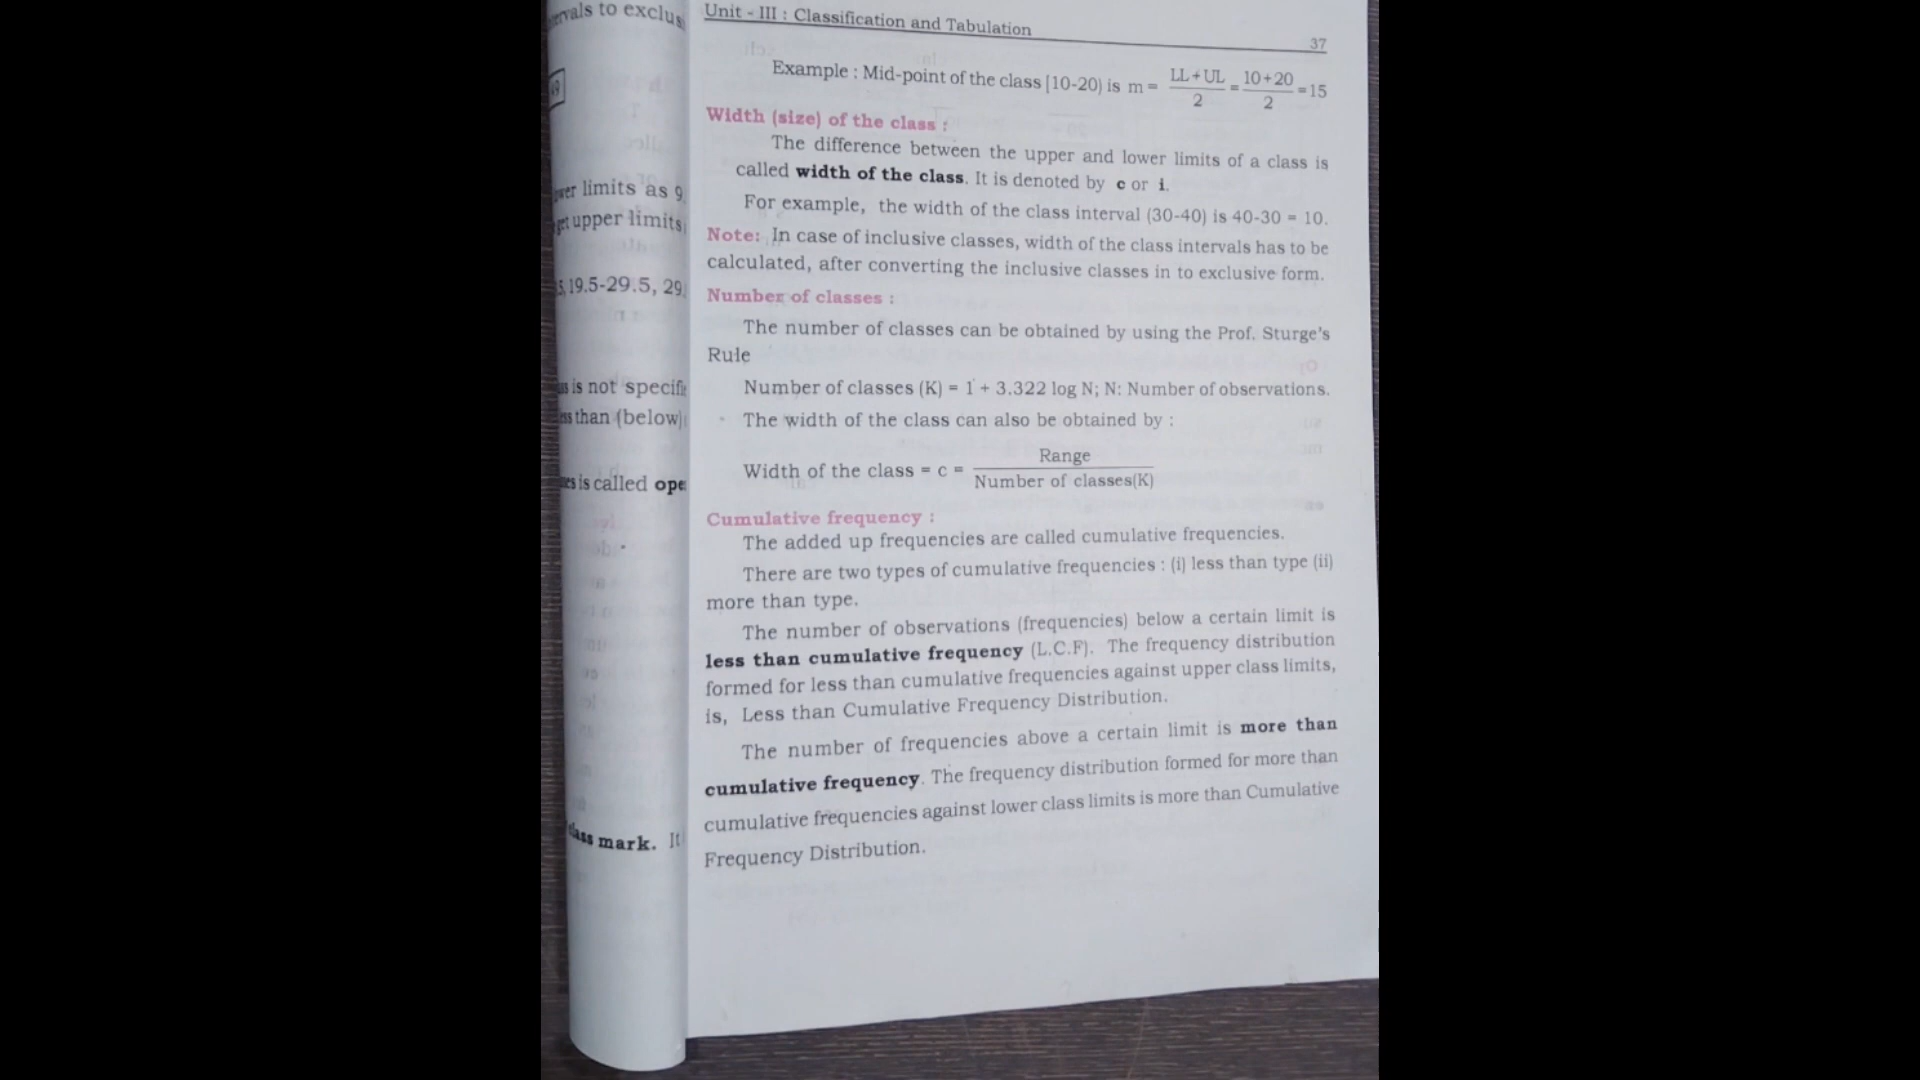 ervals to exclus
wer limits as 9
get upper limits
19.5-29.5, 29.
is not specifi
than (below)
is called ope
class mark. It
Unit - III : Classification and Tabulation
37
Example : Mid-point of the class [10-20) is m = LL+UL/2 = 10+20/2 = 15
Width (size) of the class :
The difference between the upper and lower limits of a class is
called width of the class. It is denoted by c or i.
For example, the width of the class interval (30-40) is 40-30 = 10.
Note: In case of inclusive classes, width of the class intervals has to be
calculated, after converting the inclusive classes in to exclusive form.
Number of classes :
The number of classes can be obtained by using the Prof. Sturge's
Rule
Number of classes (K) = 1 + 3.322 log N; N: Number of observations.
The width of the class can also be obtained by :
Width of the class = c = Range/Number of classes(K)
Cumulative frequency :
The added up frequencies are called cumulative frequencies.
There are two types of cumulative frequencies : (i) less than type (ii)
more than type.
The number of observations (frequencies) below a certain limit is
less than cumulative frequency (L.C.F). The frequency distribution
formed for less than cumulative frequencies against upper class limits,
is, Less than Cumulative Frequency Distribution.
The number of frequencies above a certain limit is more than
cumulative frequency. The frequency distribution formed for more than
cumulative frequencies against lower class limits is more than Cumulative
Frequency Distribution.